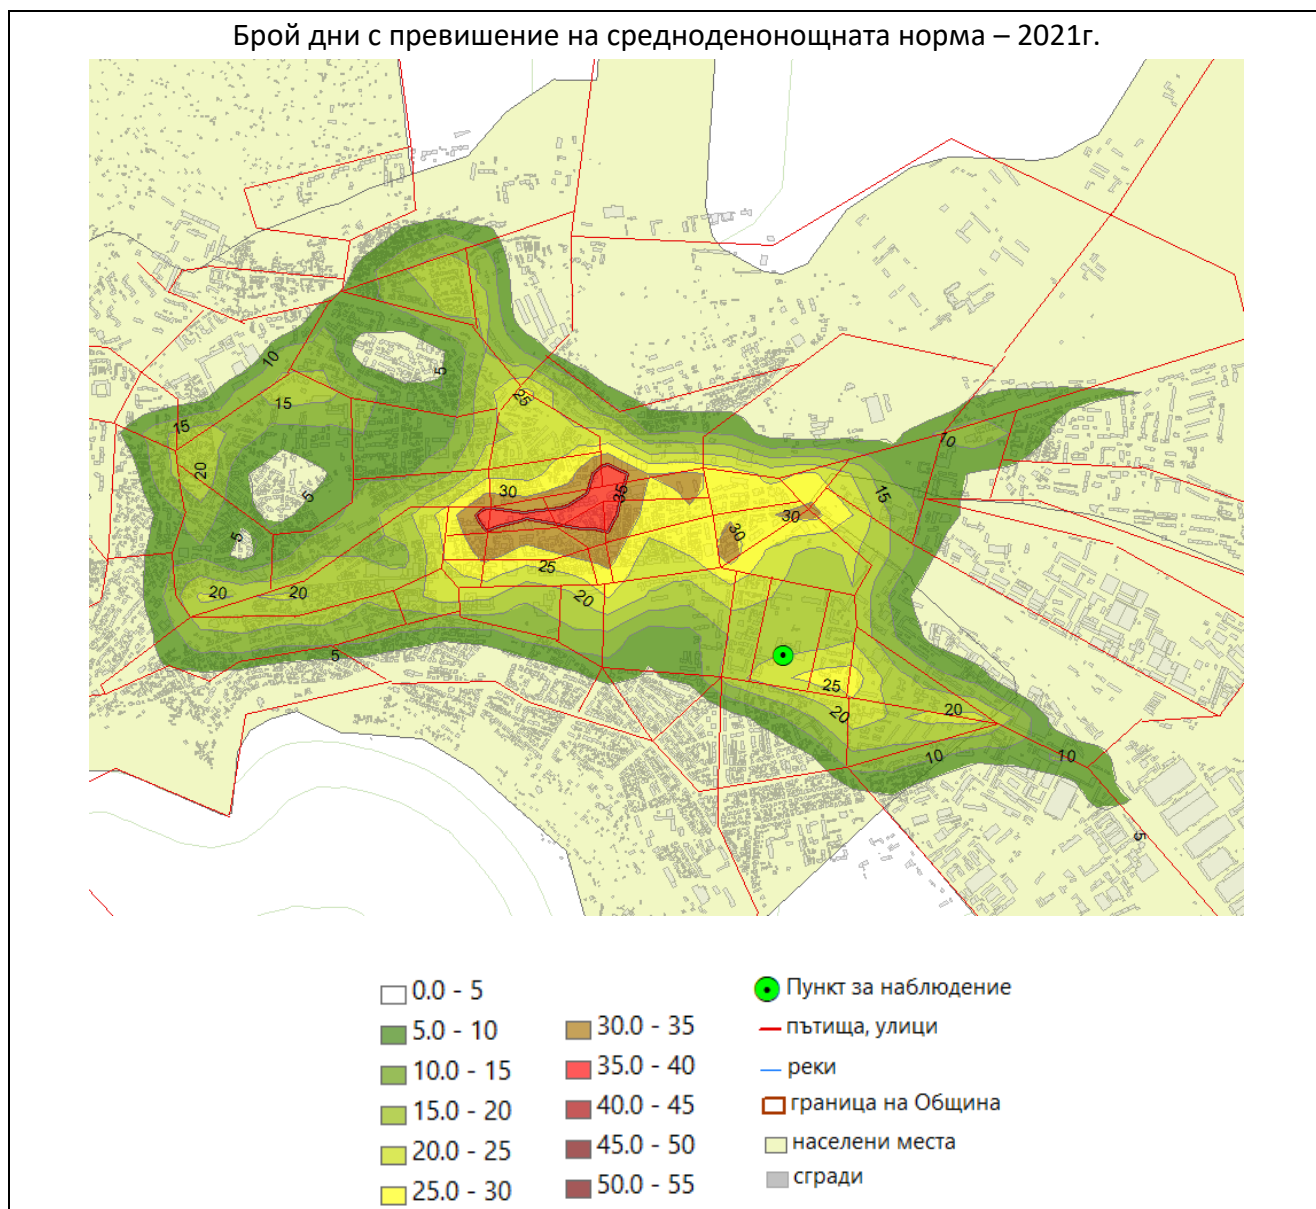 Брой дни с превишение на средноденонощната норма – 2021г.
5
10
25
15
15
20
5
30
35
5
15
10
30
30
25
20
20
20
5
25
20
20
10
10
5
0.0 - 5
5.0 - 10
10.0 - 15
15.0 - 20
20.0 - 25
25.0 - 30
30.0 - 35
35.0 - 40
40.0 - 45
45.0 - 50
50.0 - 55
Пункт за наблюдение
пътища, улици
реки
граница на Община
населени места
сгради